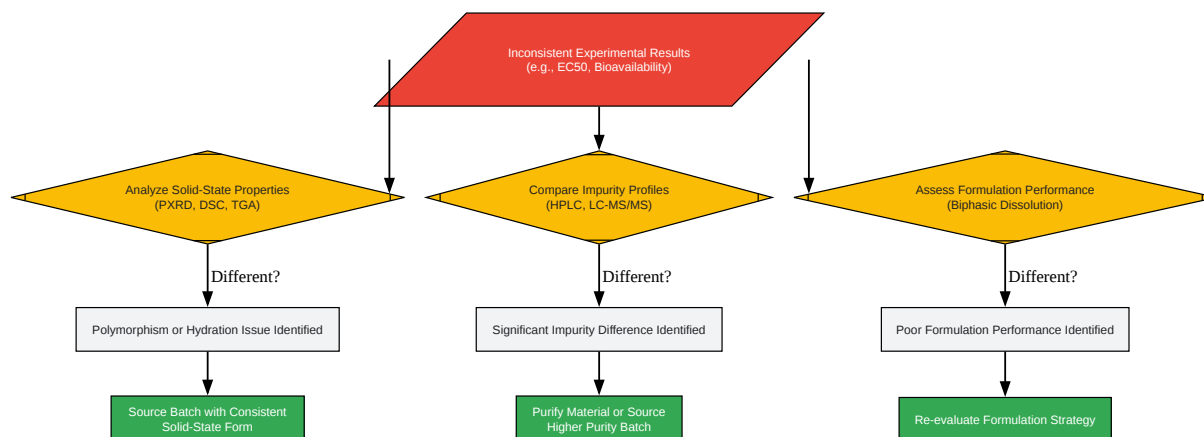 Inconsistent Experimental Results
(e.g., EC50, Bioavailability)
Analyze Solid-State Properties
(PXRD, DSC, TGA)
Compare Impurity Profiles
(HPLC, LC-MS/MS)
Assess Formulation Performance
(Biphasic Dissolution)
Different?
Different?
Different?
Polymorphism or Hydration Issue Identified
Significant Impurity Difference Identified
Poor Formulation Performance Identified
Source Batch with Consistent
Solid-State Form
Purify Material or Source
Higher Purity Batch
Re-evaluate Formulation Strategy